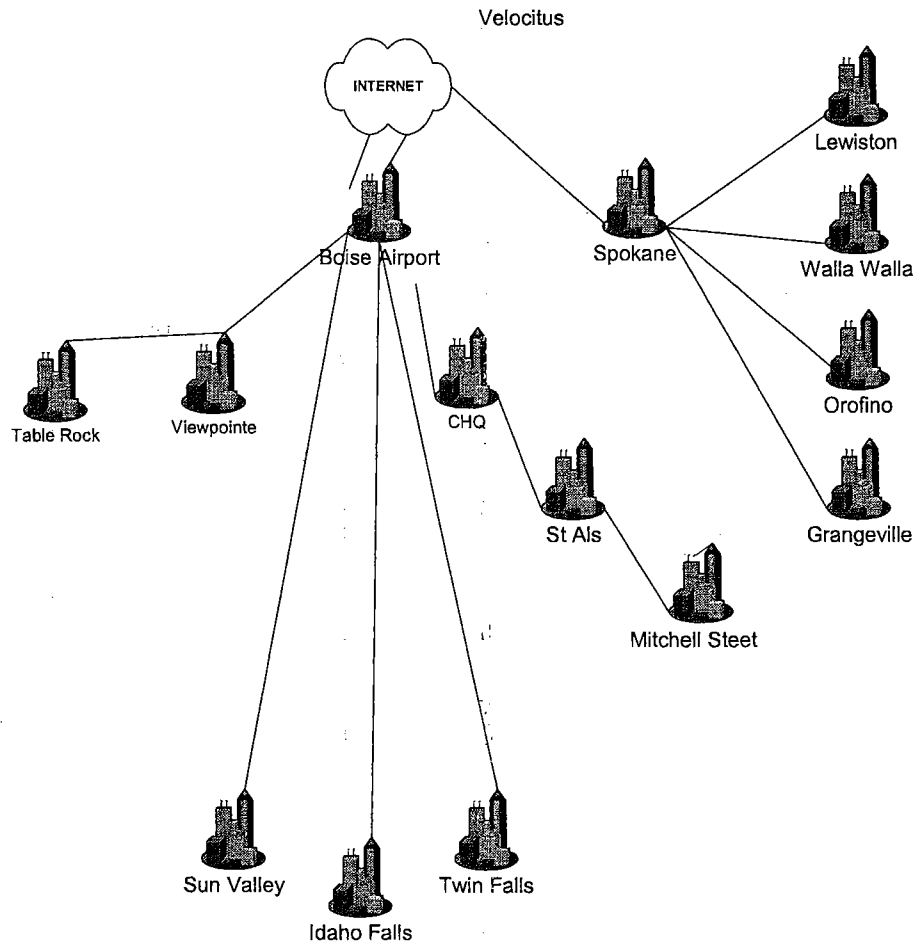 Velocitus
INTERNET
Lewiston
Boise Airport
Spokane
Walla Walla
Orofino
Table Rock
Viewpointe
CHQ
St Als
Grangeville
Mitchell Steet
Sun Valley
Twin Falls
Idaho Falls